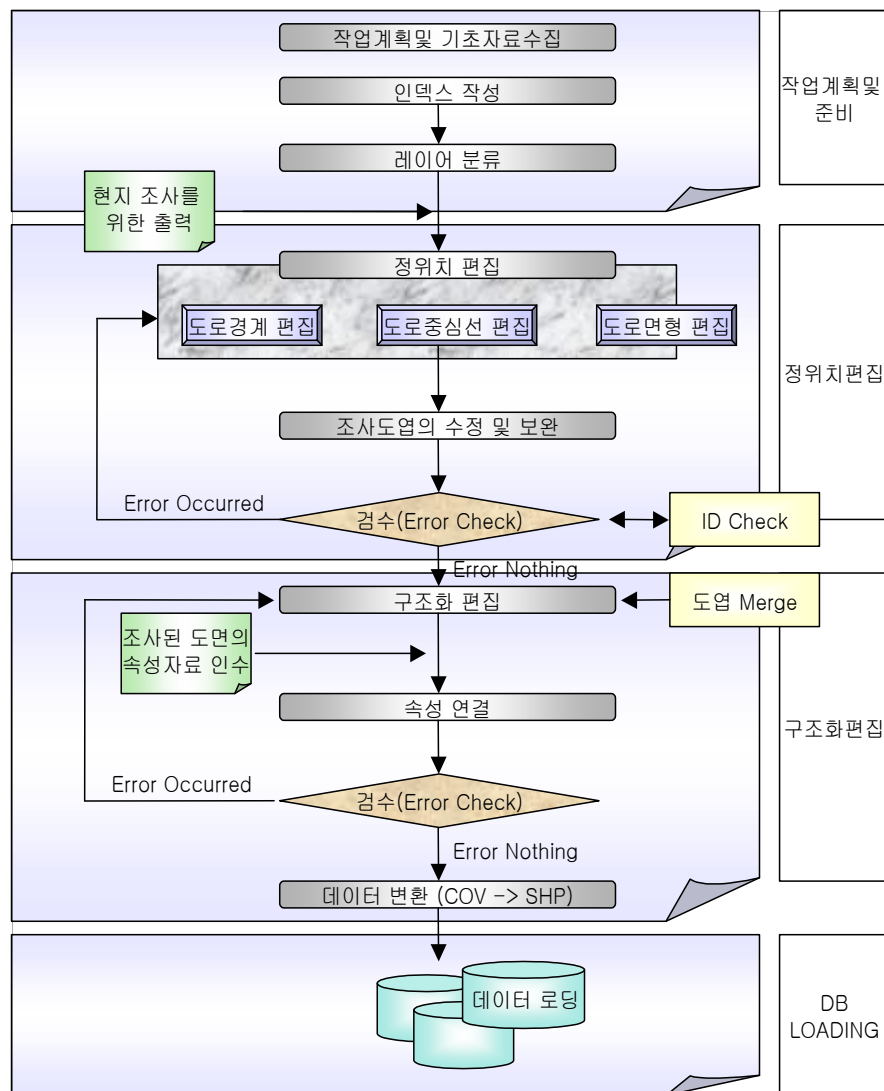 작업계획및 기초자료수집
인덱스 작성
레이어 분류
작업계획및
준비
현지 조사를
위한 출력
정위치 편집
도로경계 편집
도로중심선 편집
도로면형 편집
조사도엽의 수정 및 보완
정위치편집
Error Occurred
검수(Error Check)
ID Check
Error Nothing
구조화 편집
도엽 Merge
조사된 도면의
속성자료 인수
속성 연결
구조화편집
Error Occurred
검수(Error Check)
Error Nothing
데이터 변환 (COV -> SHP)
데이터 로딩
DB
LOADING